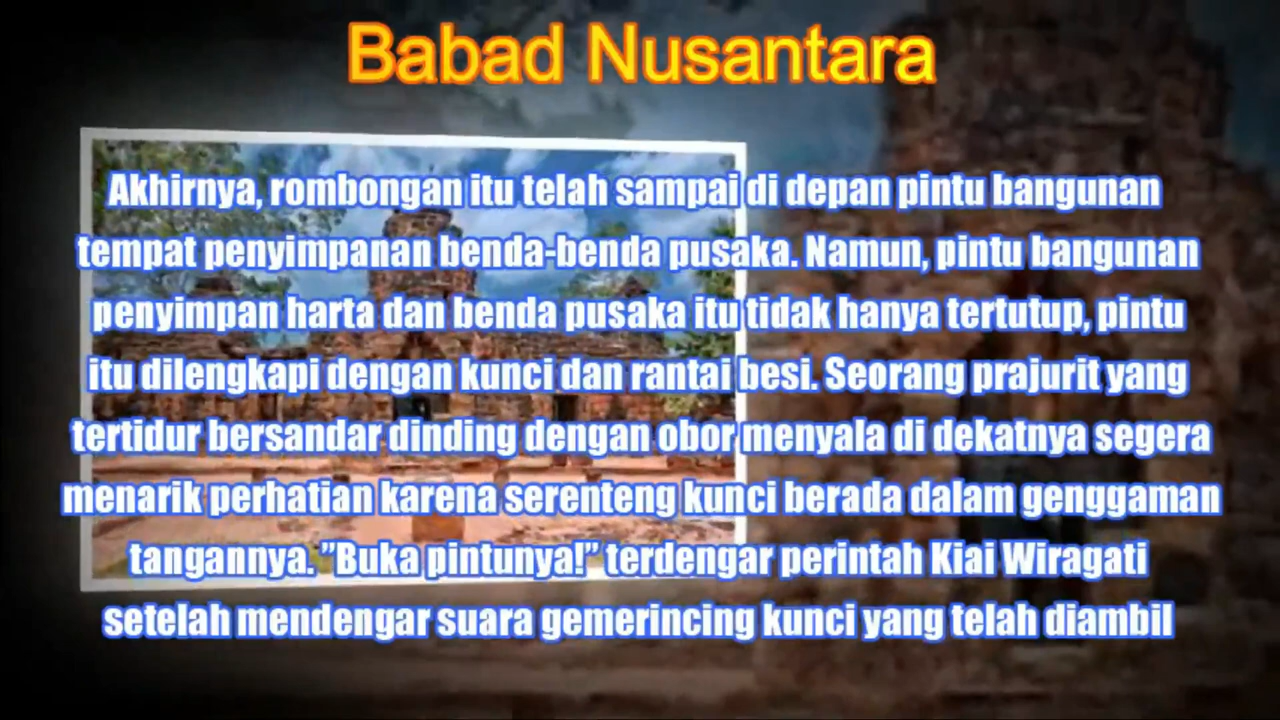 Babad Nusantara
Akhirnya, rombongan itu telah sampai di depan pintu bangunan
tempat penyimpanan benda-benda pusaka. Namun, pintu bangunan
penyimpan harta dan benda pusaka itu tidak hanya tertutup, pintu
itu dilengkapi dengan kunci dan rantai besi. Seorang prajurit yang
tertidur bersandar dinding dengan obor menyala di dekatnya segera
menarik perhatian karena serenteng kunci berada dalam genggaman
tangannya. ”Buka pintunya!” terdengar perintah Kiai Wiragati
setelah mendengar suara gemerincing kunci yang telah diambil